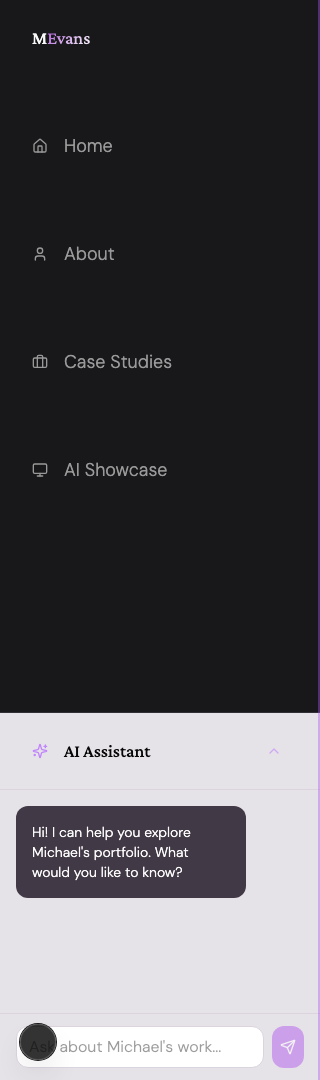 MEvans
Home
About
Case Studies
AI Showcase
AI Assistant
Hi! I can help you explore
Michael's portfolio. What
would you like to know?
Ask about Michael's work...